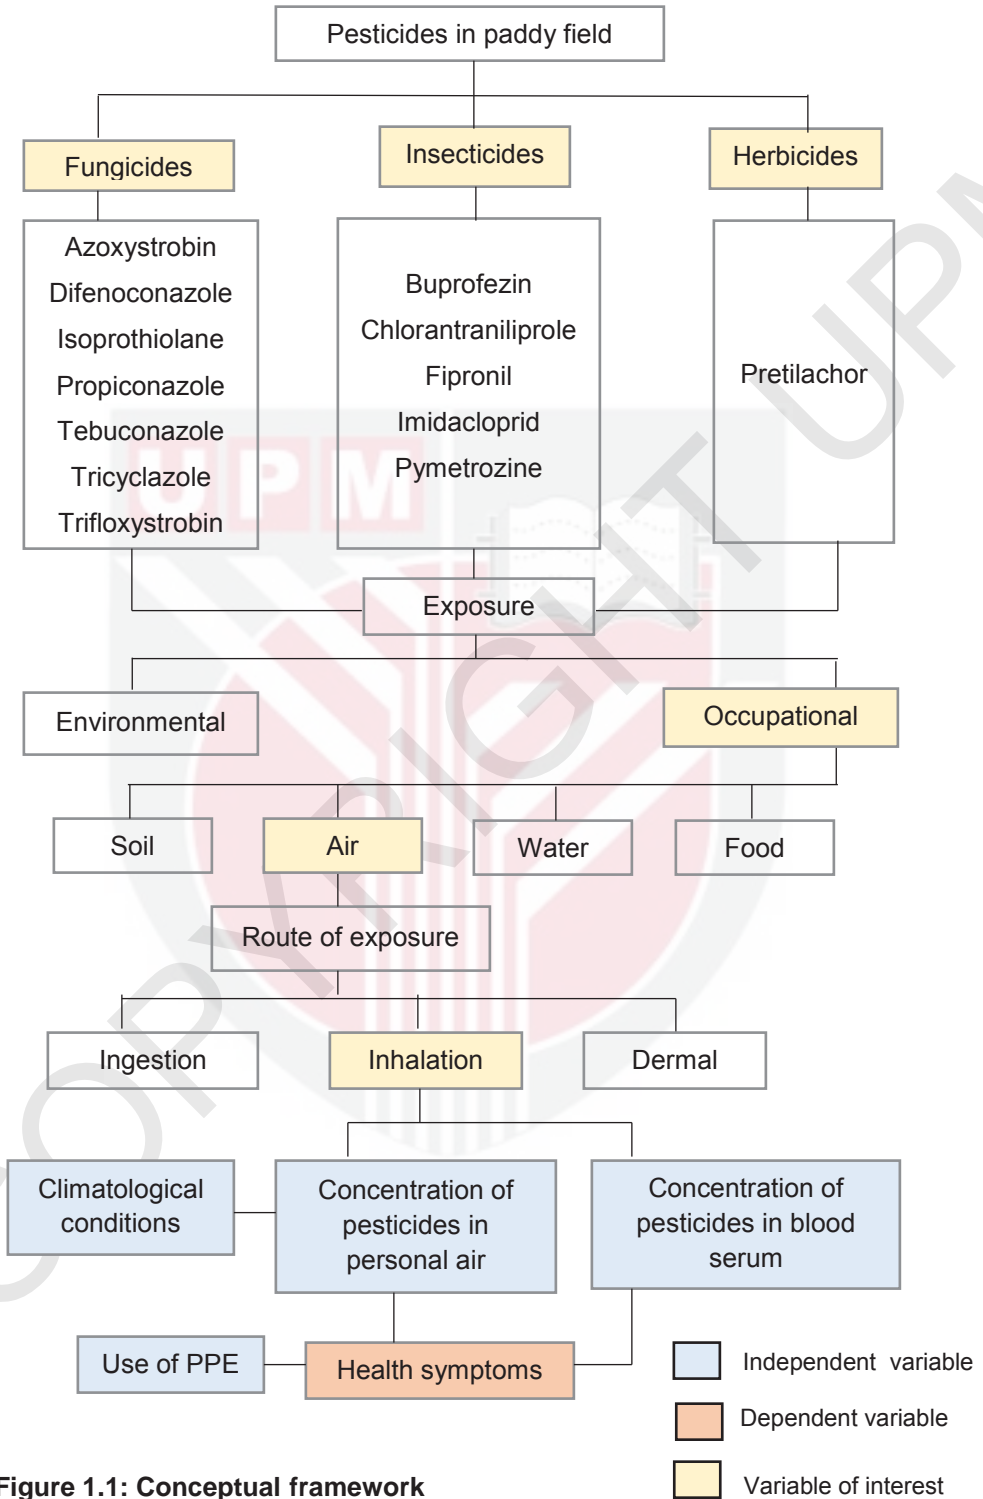 Pesticides in paddy field
Fungicides
Insecticides
Herbicides
Azoxystrobin
Difenoconazole
Isoprothiolane
Propiconazole
Tebuconazole
Tricyclazole
Trifloxystrobin
Buprofezin
Chlorantraniliprole
Fipronil
Imidacloprid
Pymetrozine
Pretilachor
UPM
Exposure
Environmental
Occupational
Soil
Air
Water
Food
Route of exposure
Ingestion
Inhalation
Dermal
Climatological
conditions
Concentration of
pesticides in
personal air
Concentration of
pesticides in blood
serum
Use of PPE
Health symptoms
Independent variable
Dependent variable
Variable of interest
Figure 1.1: Conceptual framework
COPYRIGHT UPM